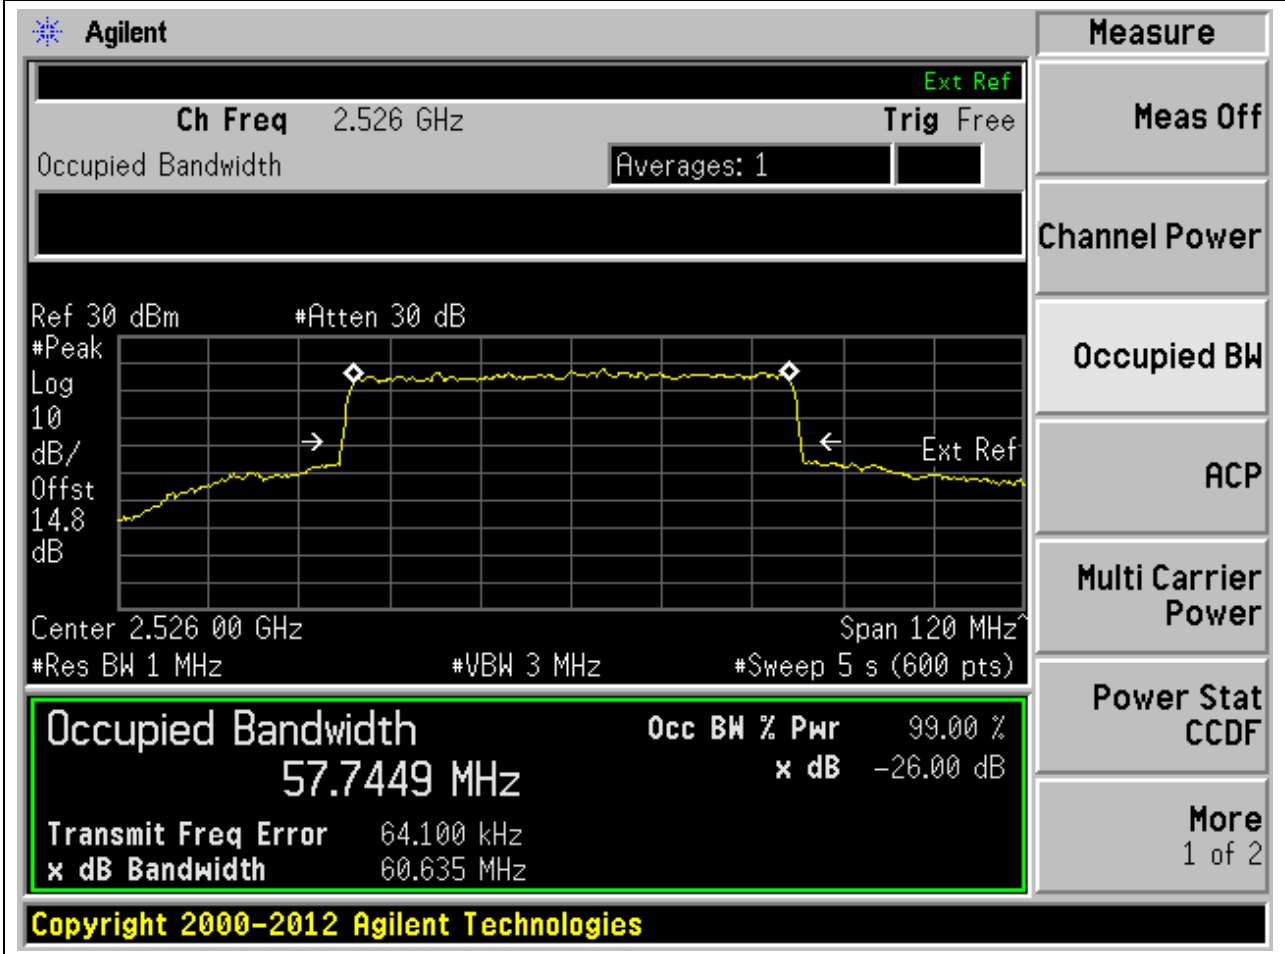 Agilent
Measure
Ext Ref
Ch Freq 2.526 GHz Trig Free
Meas Off
Occupied Bandwidth Averages: 1
Channel Power
Ref 30 dBm #Atten 30 dB
#Peak
Log
10
dB/
Offst
14.8
dB
Ext Ref
Occupied BW
ACP
Center 2.526 00 GHz Span 120 MHz^
#Res BW 1 MHz #VBW 3 MHz #Sweep 5 s (600 pts)
Multi Carrier
Power
Occupied Bandwidth
57.7449 MHz
Occ BW % Pwr 99.00 %
x dB -26.00 dB
Transmit Freq Error 64.100 kHz
x dB Bandwidth 60.635 MHz
Power Stat
CCDF
More
1 of 2
Copyright 2000-2012 Agilent Technologies